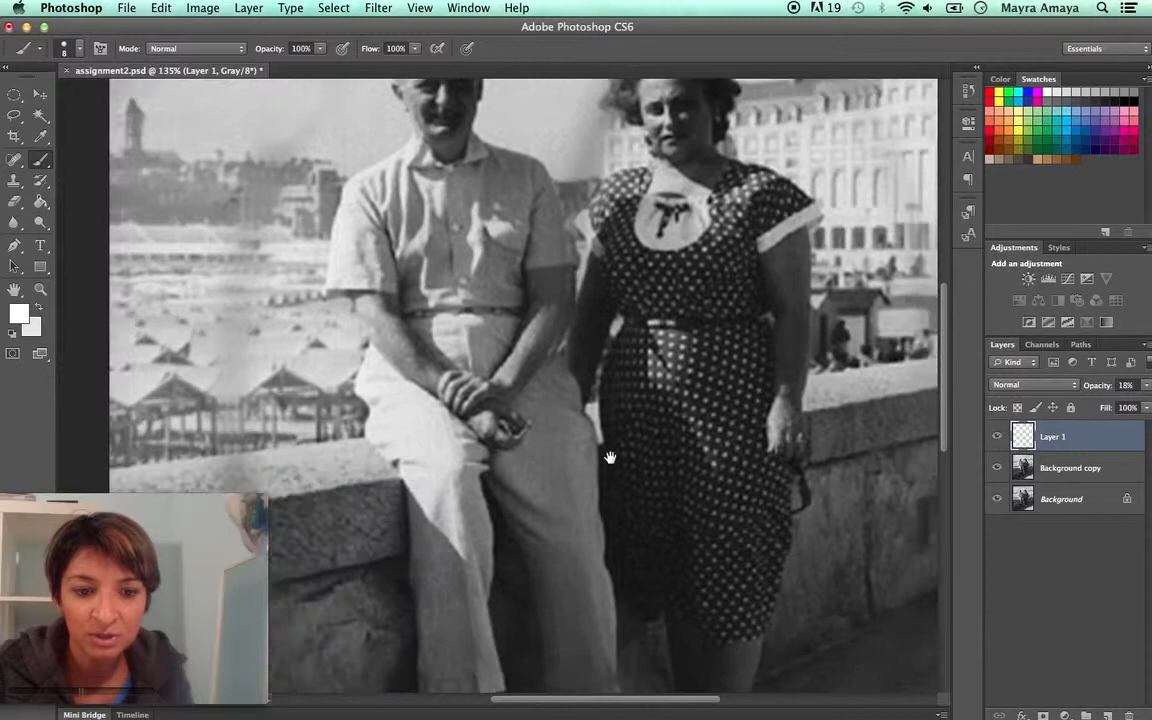 Photoshop File Edit Image Layer Type Select Filter View Window Help 19 Mayra Amaya
Adobe Photoshop CS6
8 Mode: Normal Opacity: 100% Flow: 100% Essentials
× assignment2.psd @ 135% (Layer 1, Gray/8*) *
Color Swatches
Adjustments Styles
Add an adjustment
Layers Channels Paths
Kind
Normal Opacity: 18%
Lock: Fill: 100%
Layer 1
Background copy
Background
Mini Bridge Timeline